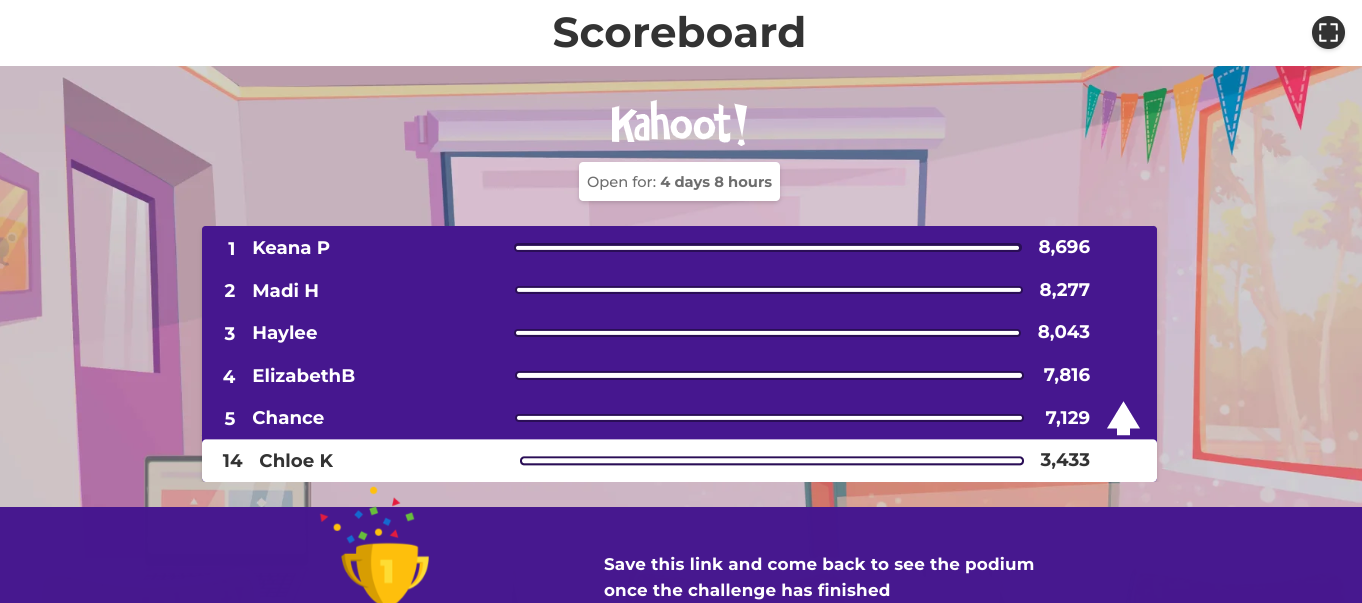 Scoreboard
Kahoot!
Open for: 4 days 8 hours
1 Keana P 8,696
2 Madi H 8,277
3 Haylee 8,043
4 ElizabethB 7,816
5 Chance 7,129
14 Chloe K 3,433
1
Save this link and come back to see the podium
once the challenge has finished